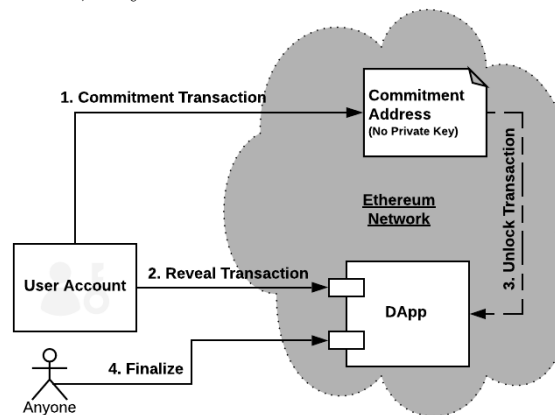 1. Commitment Transaction
Commitment
Address
(No Private Key)
3. Unlock Transaction
Ethereum
Network
User Account
2. Reveal Transaction
DApp
4. Finalize
Anyone